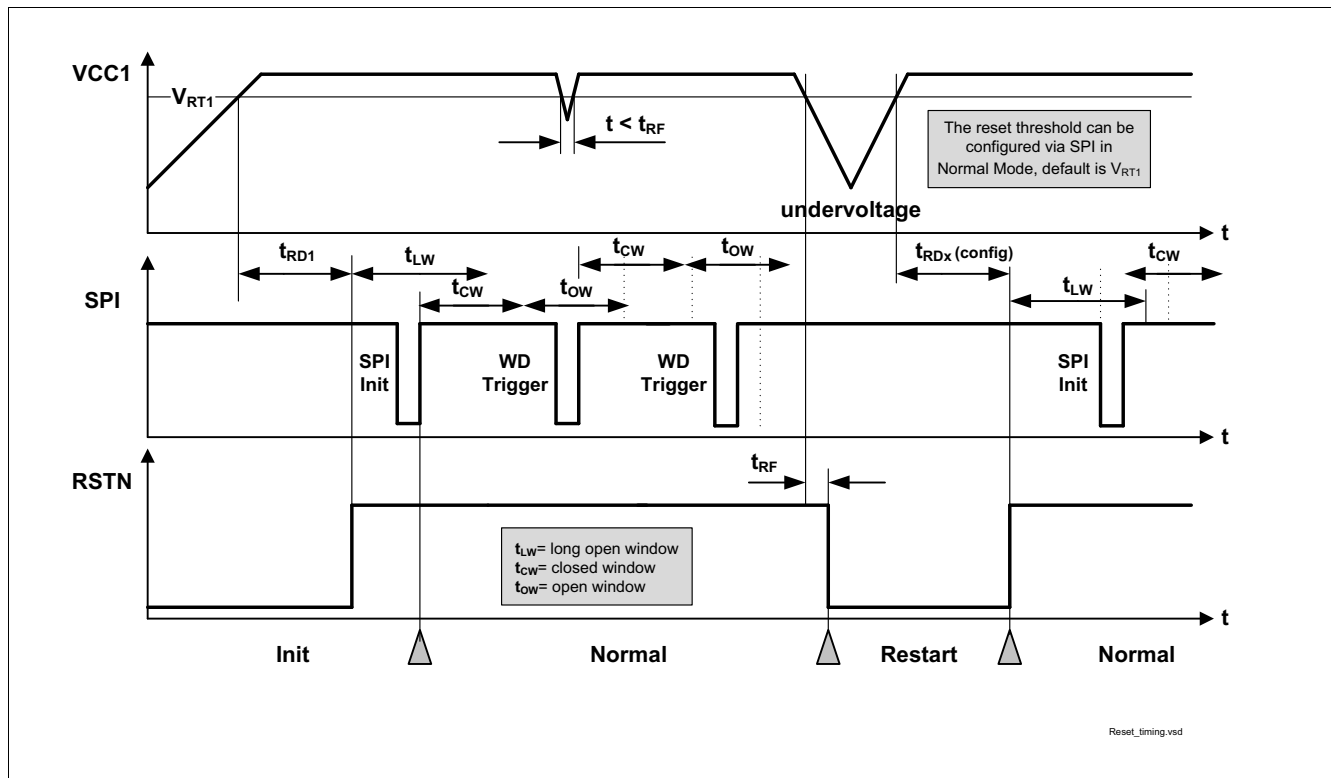 VCC1
VRT1
t < tRF
The reset threshold can be
configured via SPI in
Normal Mode, default is VRT1
undervoltage
t
tRD1
tLW
tCW
tOW
tCW
tOW
tRDx (config)
tLW
tCW
SPI
SPI
Init
WD
Trigger
WD
Trigger
SPI
Init
t
RSTN
tRF
tLW= long open window
tCW= closed window
tOW= open window
t
Init
Normal
Restart
Normal
Reset_timing.vsd